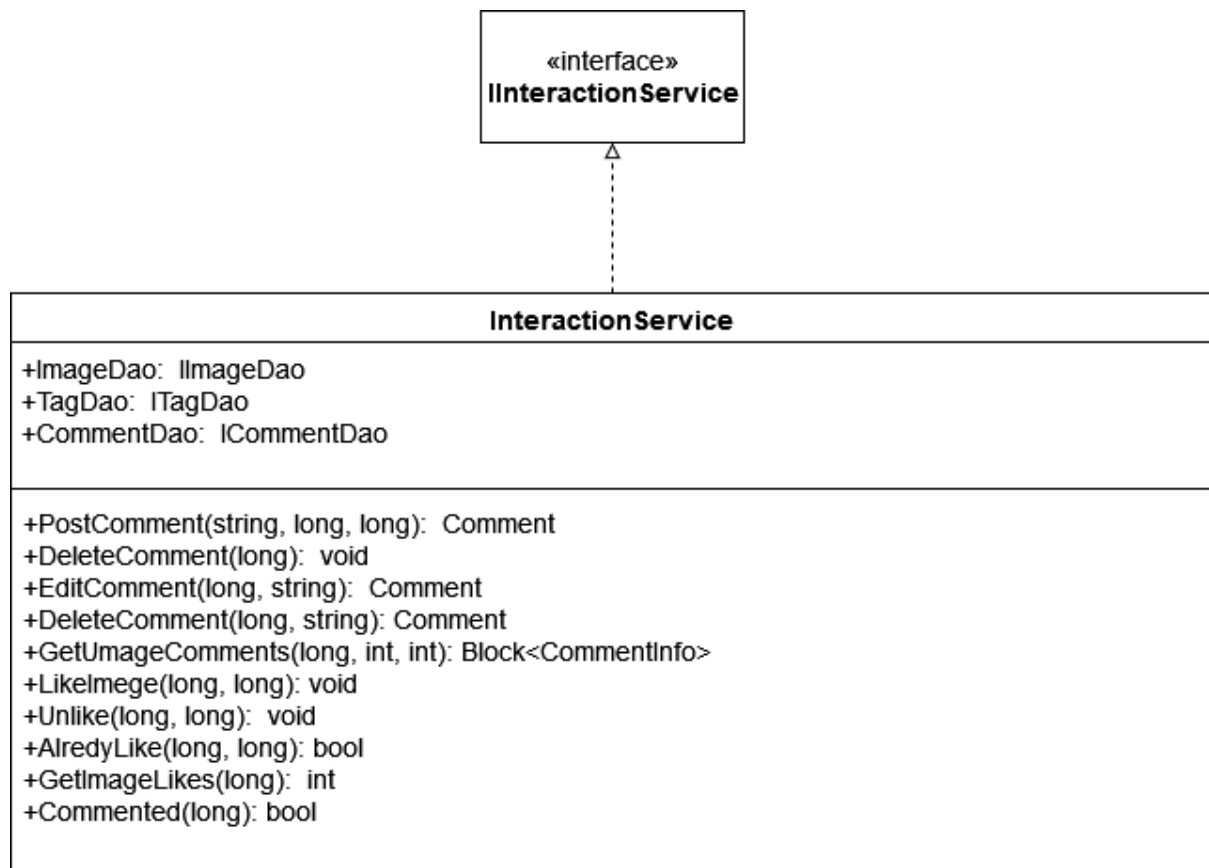 «interface»
IInteractionService
InteractionService
+ImageDao: IImageDao
+TagDao: ITagDao
+CommentDao: ICommentDao
+PostComment(string, long, long): Comment
+DeleteComment(long): void
+EditComment(long, string): Comment
+DeleteComment(long, string): Comment
+GetUmageComments(long, int, int): Block<CommentInfo>
+LikeImege(long, long): void
+Unlike(long, long): void
+AlredyLike(long, long): bool
+GetImageLikes(long): int
+Commented(long): bool